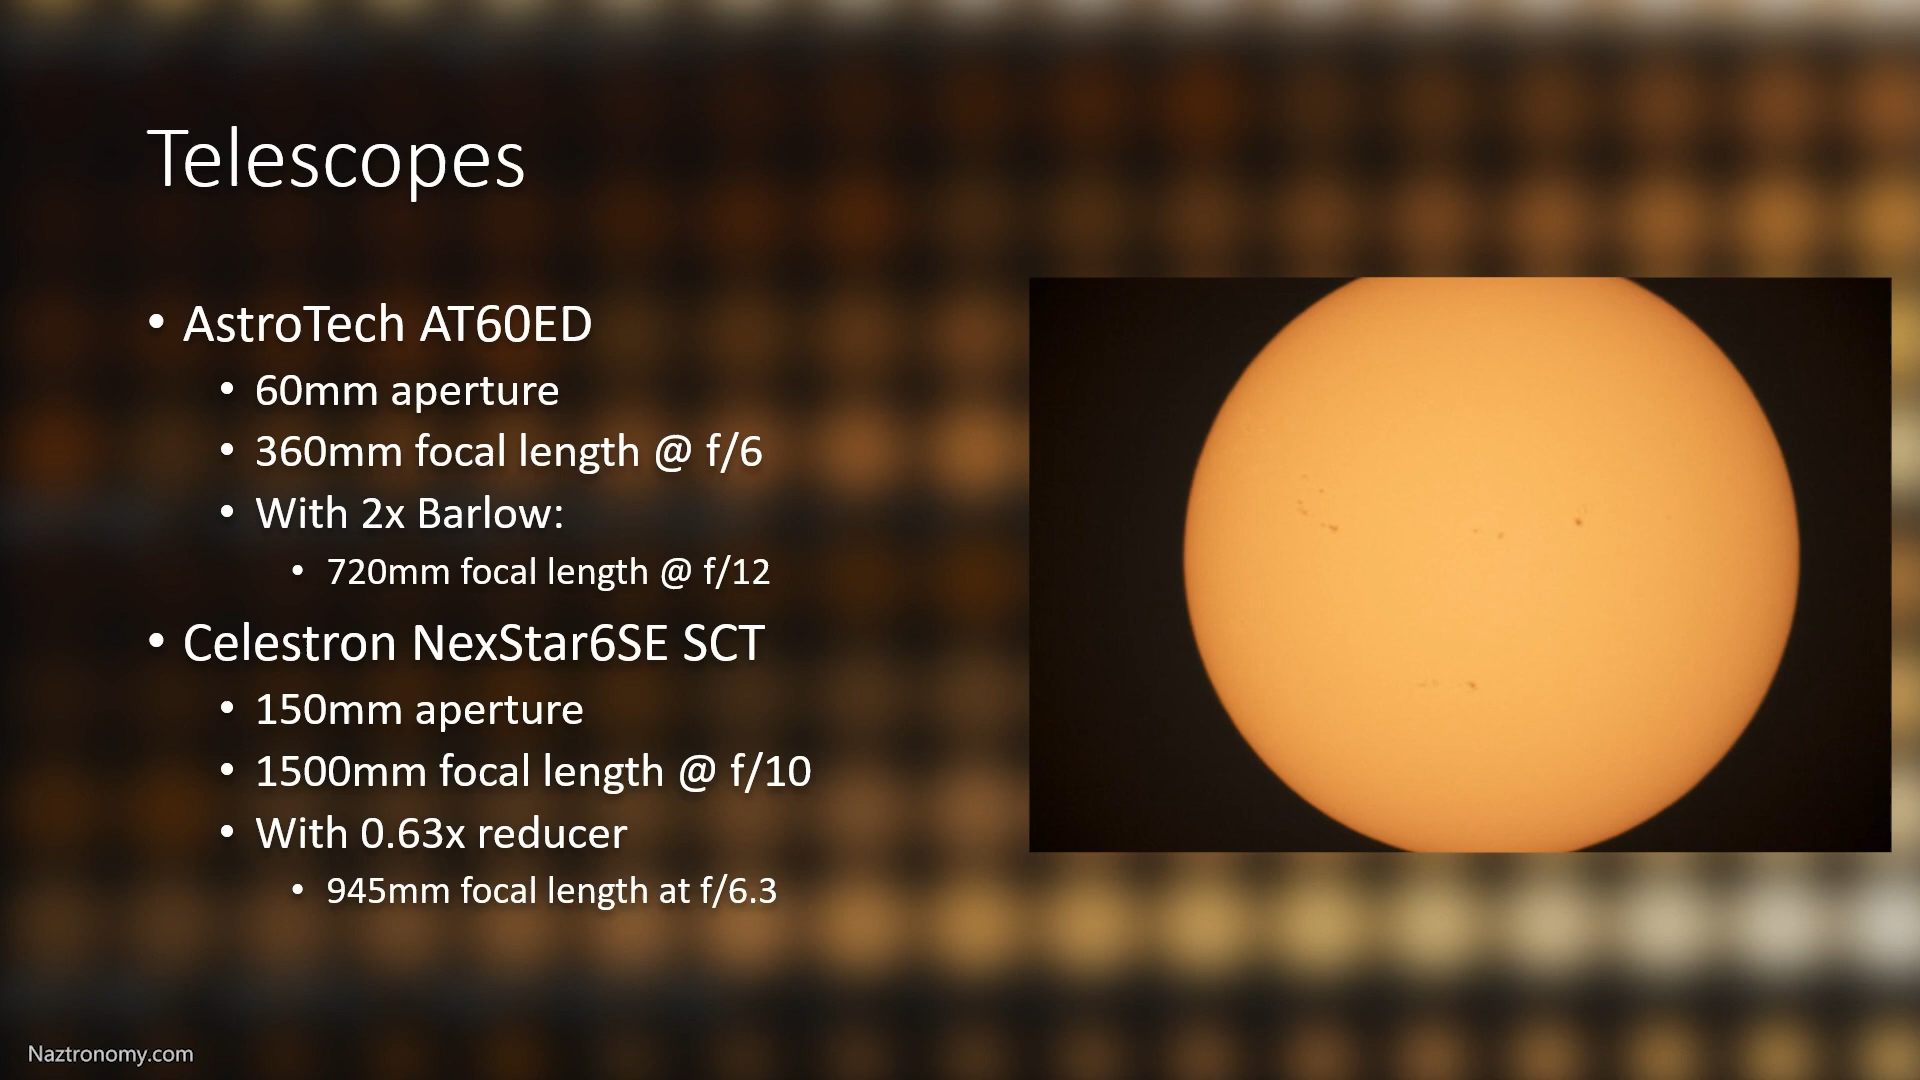 Telescopes
• AstroTech AT60ED
• 60mm aperture
• 360mm focal length @ f/6
• With 2x Barlow:
• 720mm focal length @ f/12
• Celestron NexStar6SE SCT
• 150mm aperture
• 1500mm focal length @ f/10
• With 0.63x reducer
• 945mm focal length at f/6.3
Naztronomy.com